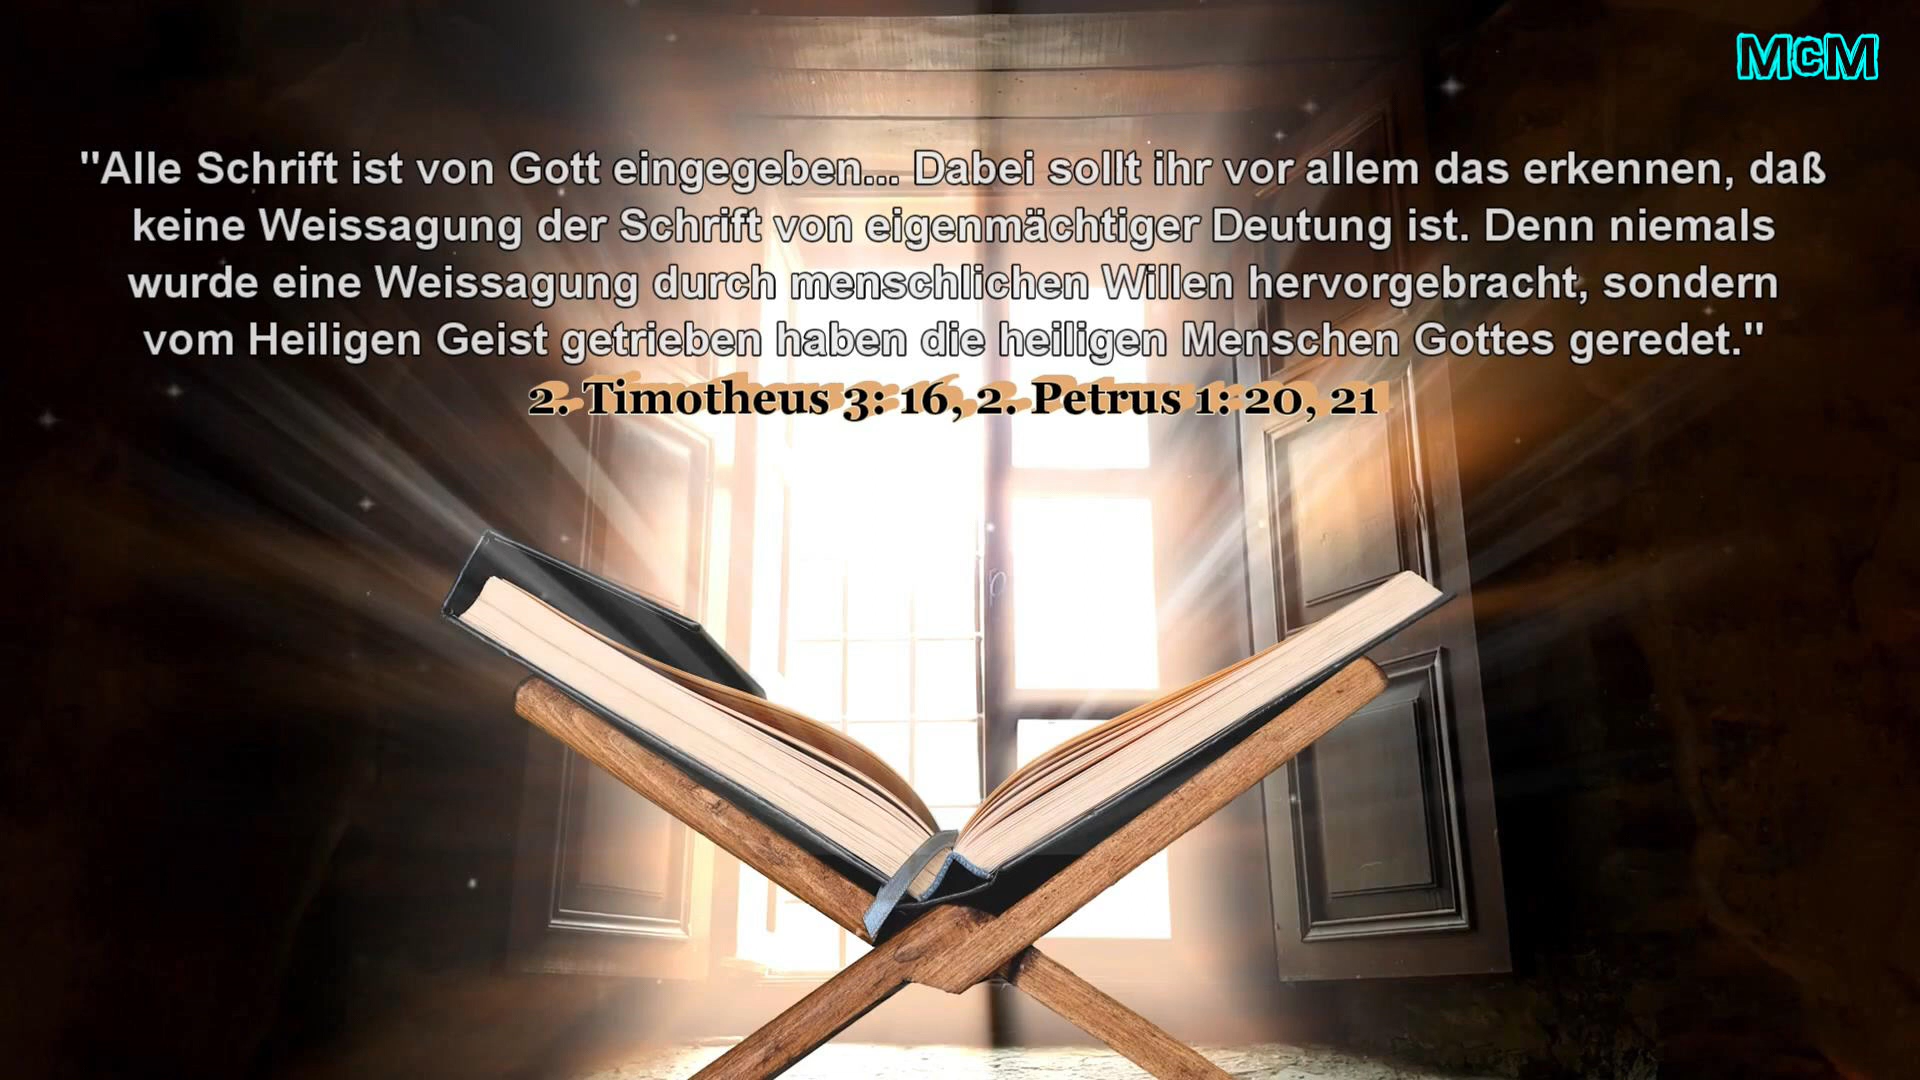 McM
"Alle Schrift ist von Gott eingegeben... Dabei sollt ihr vor allem das erkennen, daß
keine Weissagung der Schrift von eigenmächtiger Deutung ist. Denn niemals
wurde eine Weissagung durch menschlichen Willen hervorgebracht, sondern
vom Heiligen Geist getrieben haben die heiligen Menschen Gottes geredet."
2. Timotheus 3: 16, 2. Petrus 1: 20, 21